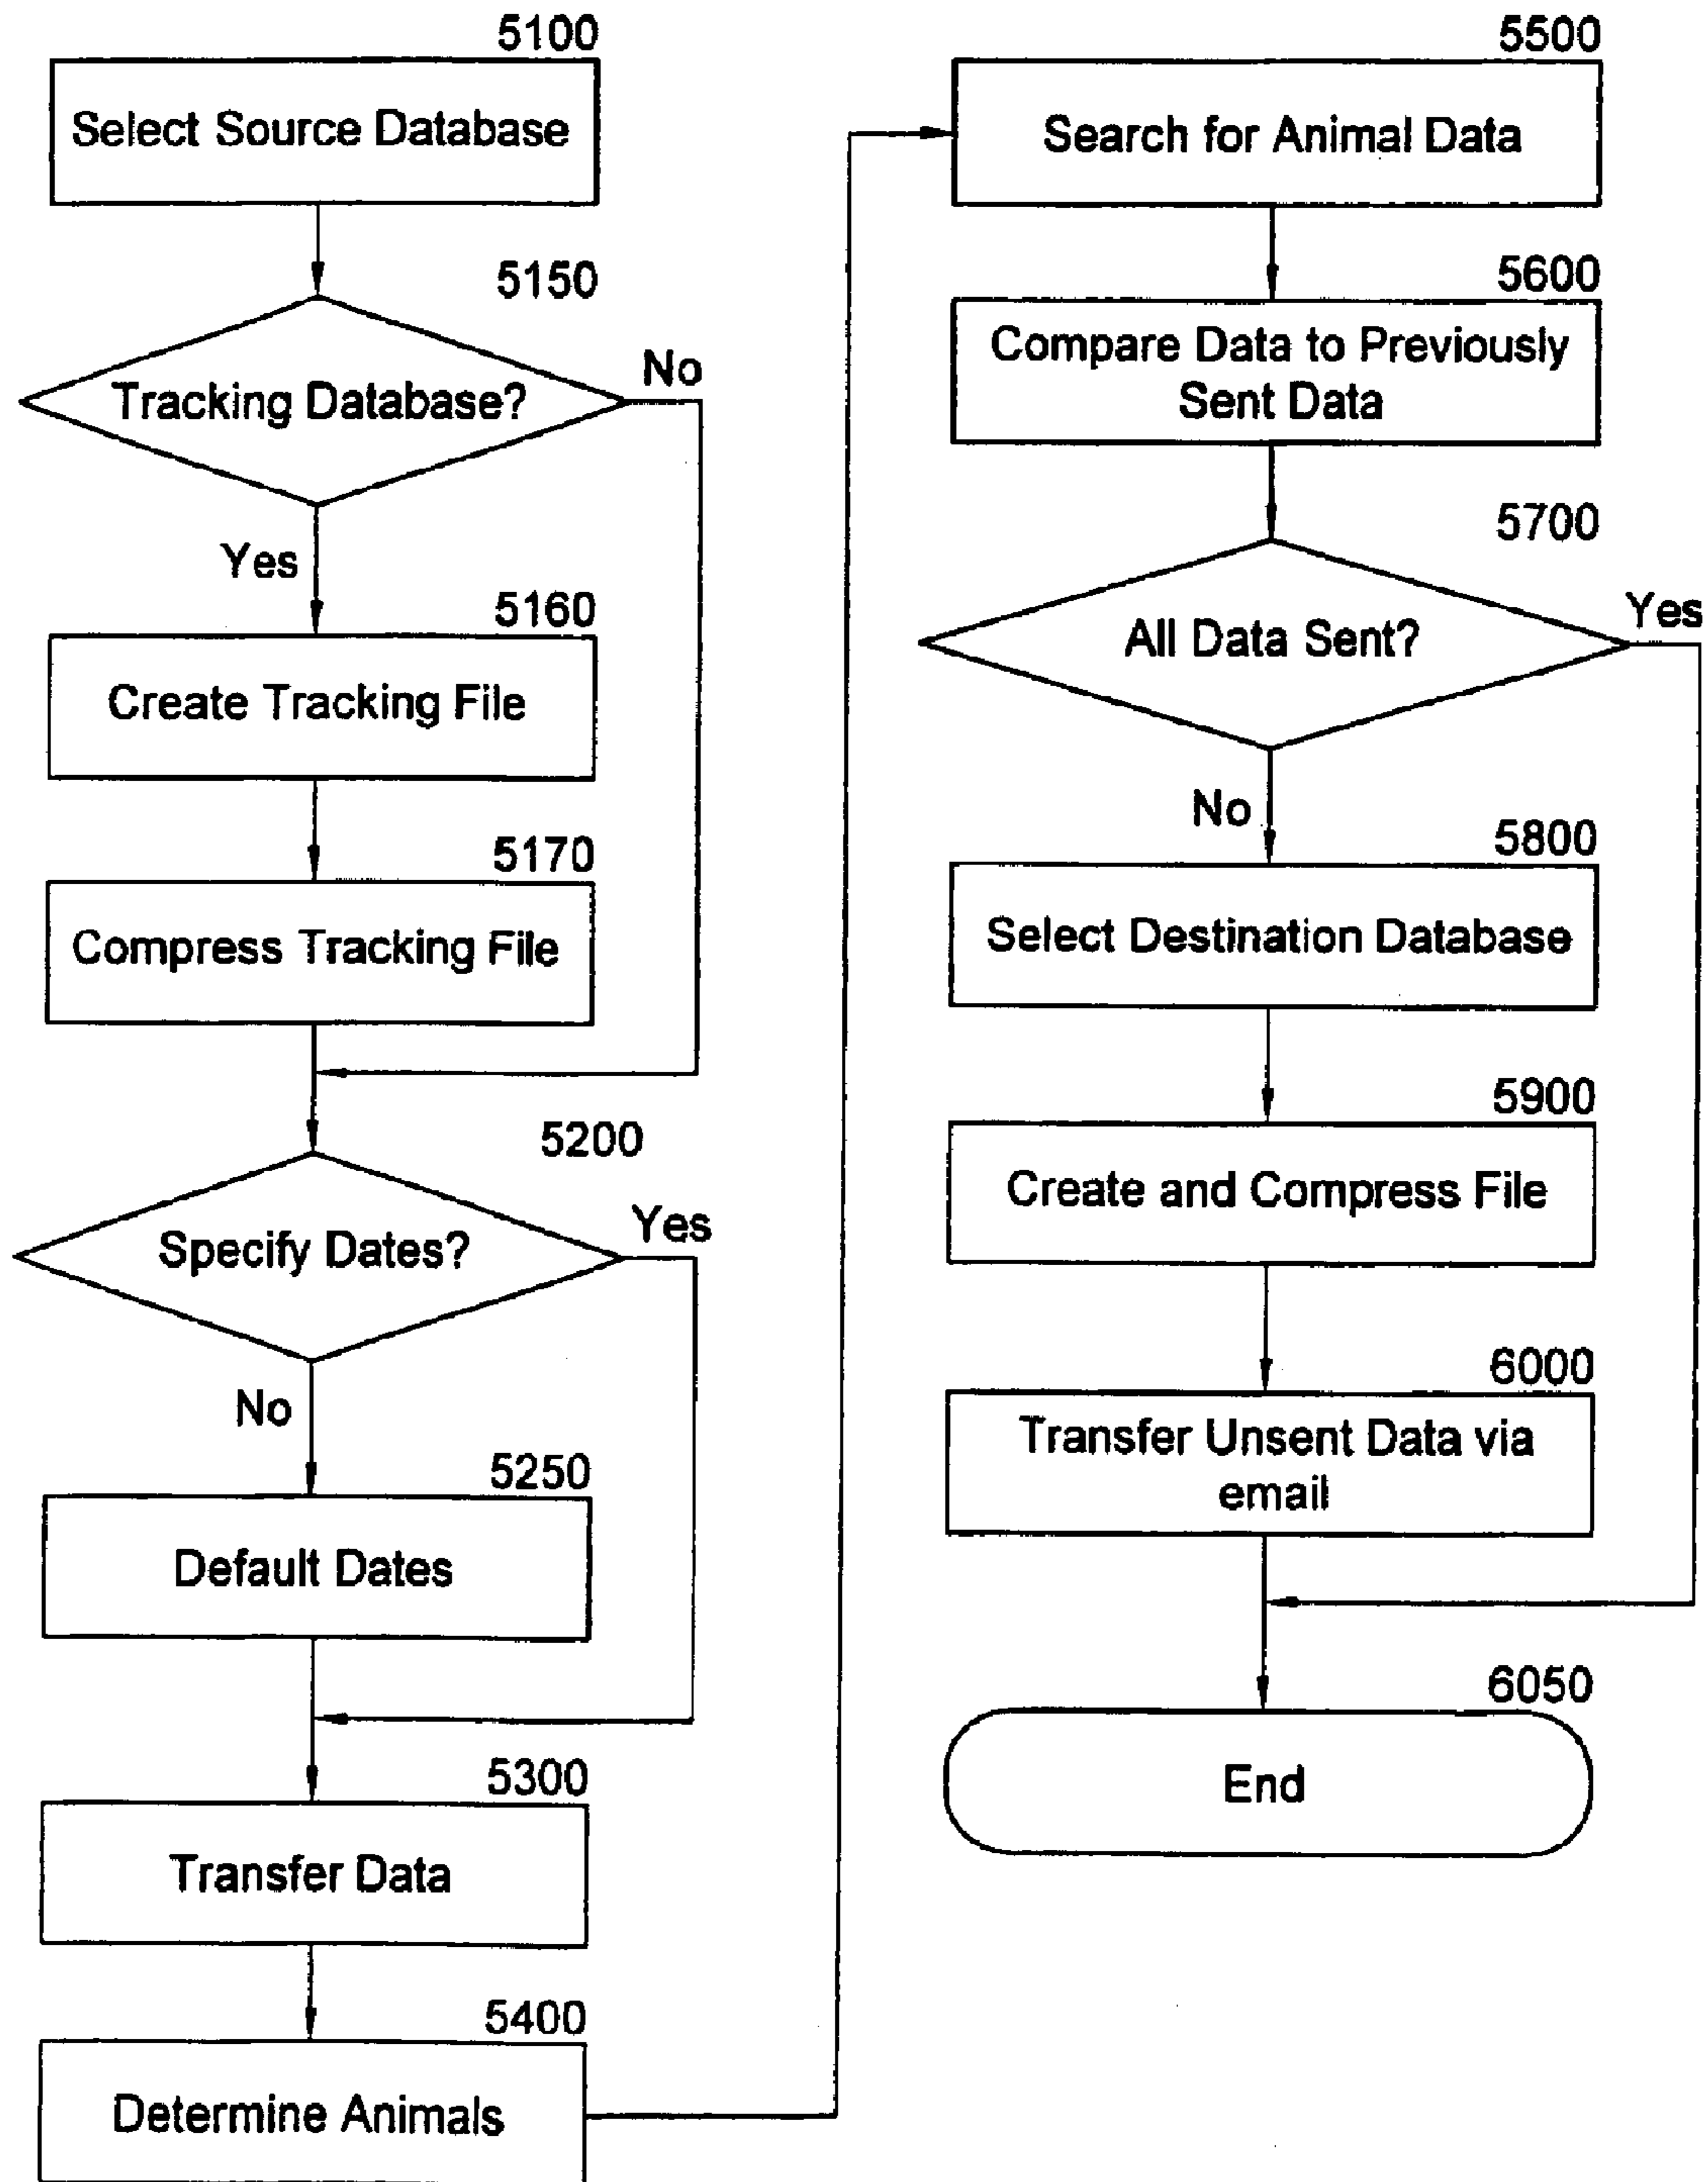 5100
Select Source Database
5150
Tracking Database?
No
Yes
5160
Create Tracking File
5170
Compress Tracking File
5200
Specify Dates?
Yes
No
5250
Default Dates
5300
Transfer Data
5400
Determine Animals
5500
Search for Animal Data
5600
Compare Data to Previously
Sent Data
5700
All Data Sent?
Yes
No
5800
Select Destination Database
5900
Create and Compress File
6000
Transfer Unsent Data via
email
6050
End